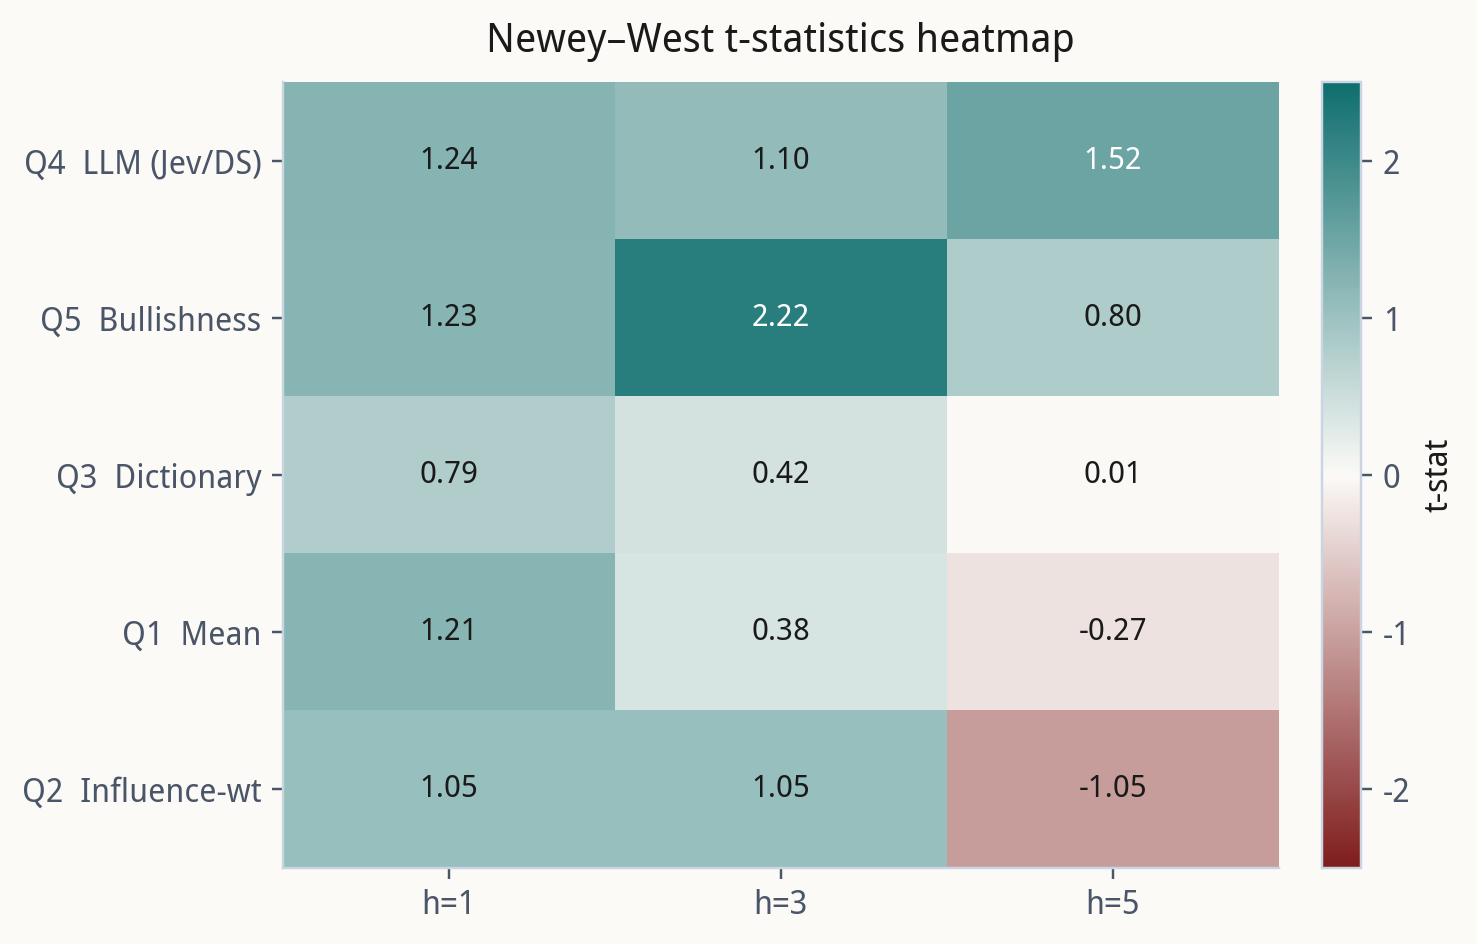 Newey–West t-statistics heatmap
Q4  LLM (Jev/DS) 1.24 1.10 1.52
Q5  Bullishness 1.23 2.22 0.80
Q3  Dictionary 0.79 0.42 0.01
Q1  Mean 1.21 0.38 -0.27
Q2  Influence-wt 1.05 1.05 -1.05
h=1 h=3 h=5
2
1
0
-1
-2
t-stat